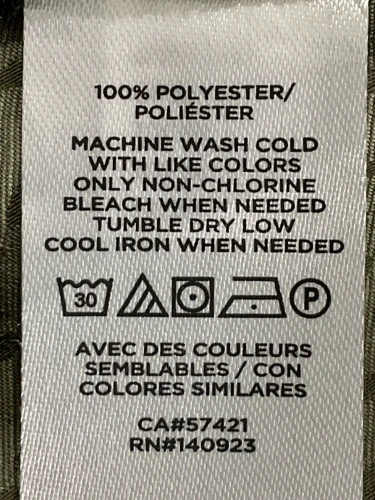 100% POLYESTER/
POLIÉSTER
MACHINE WASH COLD
WITH LIKE COLORS
ONLY NON-CHLORINE
BLEACH WHEN NEEDED
TUMBLE DRY LOW
COOL IRON WHEN NEEDED
30 P
AVEC DES COULEURS
SEMBLABLES / CON
COLORES SIMILARES
CA#57421
RN#140923